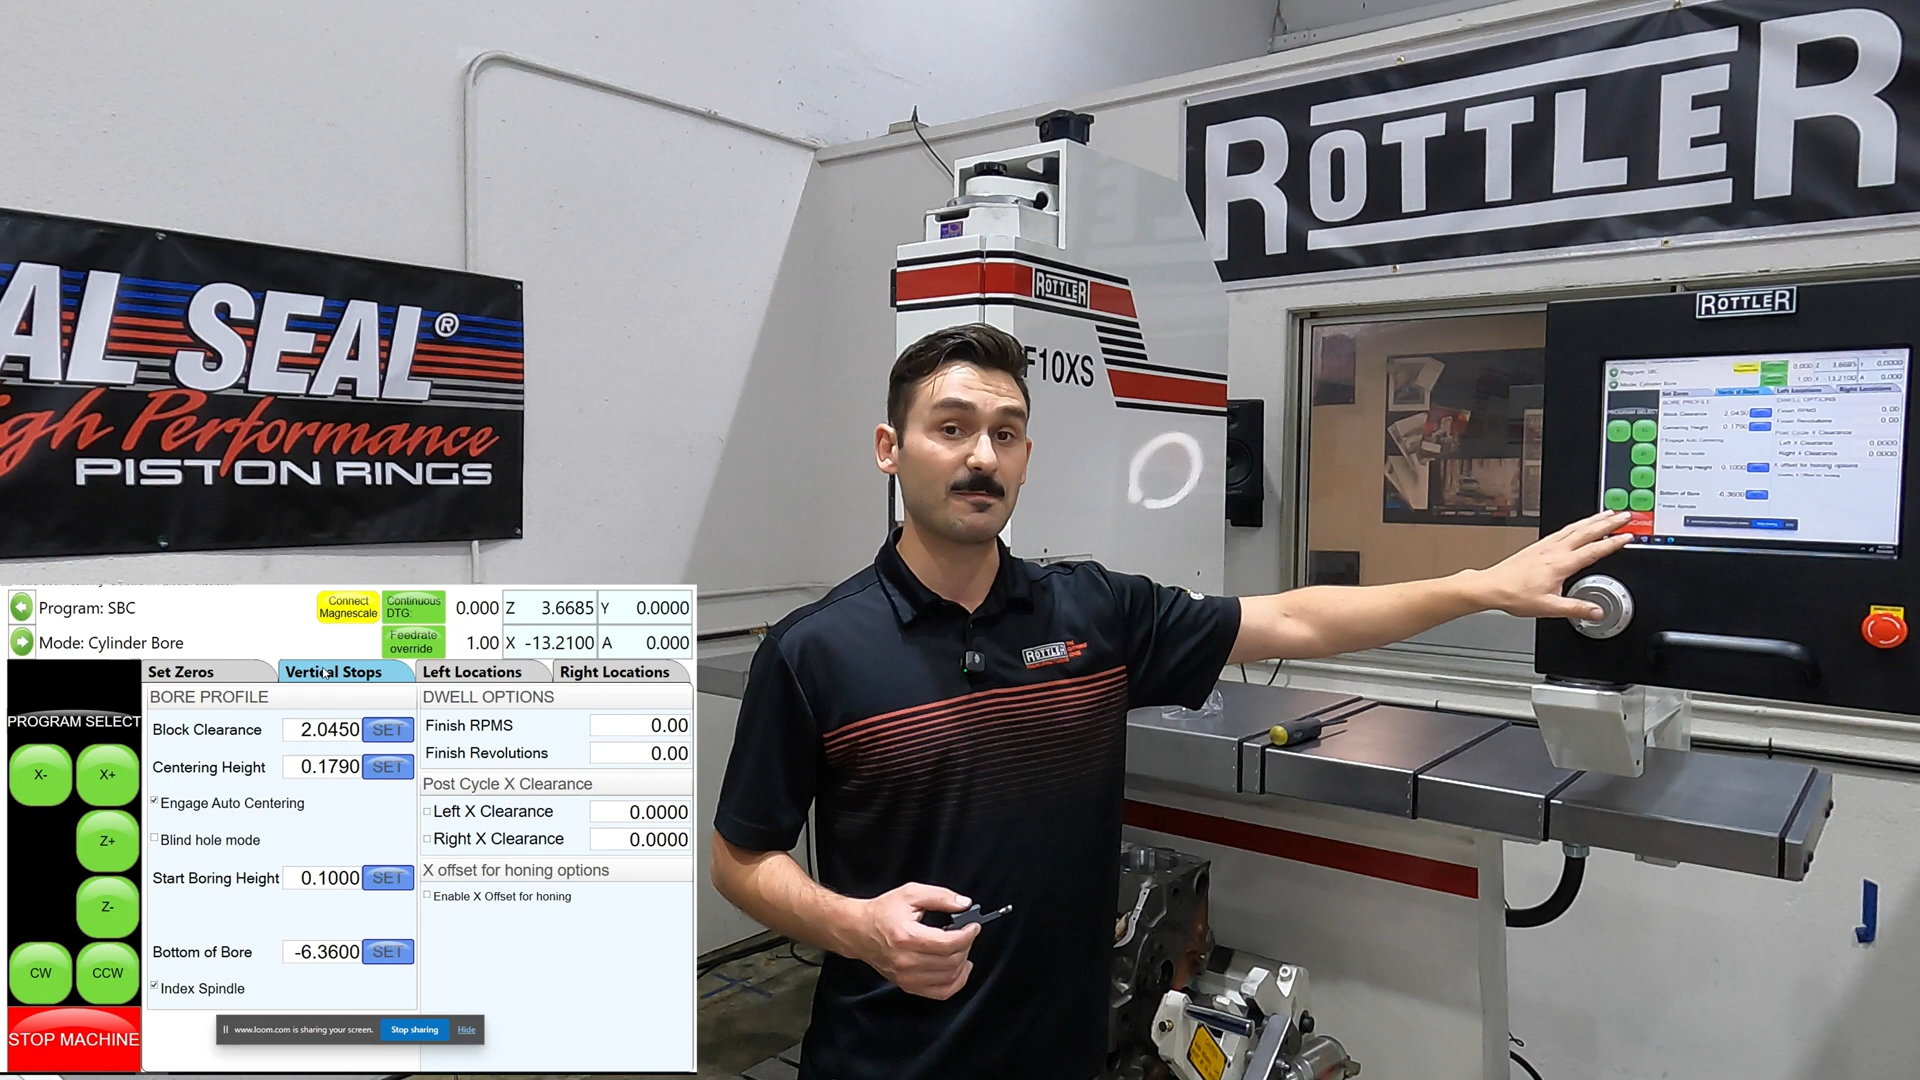 ROTTLER
AL SEAL®
gh Performance
PISTON RINGS
ROTTLER
F10XS
ROTTLER
ROTTLER
Program: SBC
Mode: Cylinder Bore
Connect Magnescale
Continuous DTG:
0.000
Z 3.6685
Y 0.0000
Feedrate override
1.00
X -13.2100
A 0.000
Set Zeros
Vertical Stops
Left Locations
Right Locations
PROGRAM SELECT
X-
X+
Z+
Z-
CW
CCW
STOP MACHINE
BORE PROFILE
Block Clearance 2.0450 SET
Centering Height 0.1790 SET
Engage Auto Centering
Blind hole mode
Start Boring Height 0.1000 SET
Bottom of Bore -6.3600 SET
Index Spindle
DWELL OPTIONS
Finish RPMS 0.00
Finish Revolutions 0.00
Post Cycle X Clearance
Left X Clearance 0.0000
Right X Clearance 0.0000
X offset for honing options
Enable X Offset for honing
www.loom.com is sharing your screen.
Stop sharing
Hide